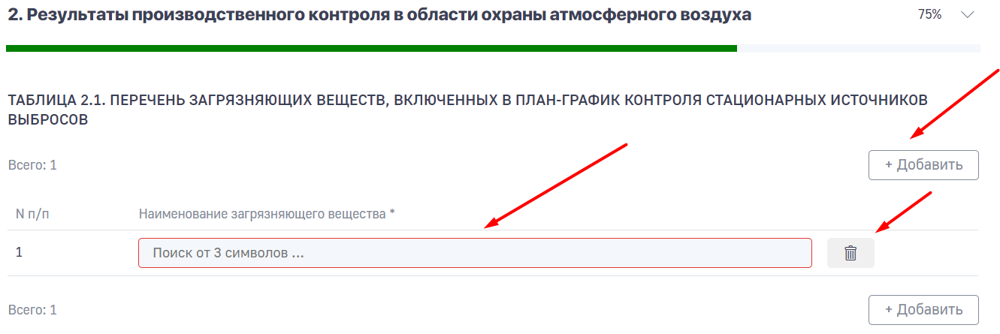 2. Результаты производственного контроля в области охраны атмосферного воздуха 75%
ТАБЛИЦА 2.1. ПЕРЕЧЕНЬ ЗАГРЯЗНЯЮЩИХ ВЕЩЕСТВ, ВКЛЮЧЕННЫХ В ПЛАН-ГРАФИК КОНТРОЛЯ СТАЦИОНАРНЫХ ИСТОЧНИКОВ
ВЫБРОСОВ
Всего: 1 + Добавить
N п/п Наименование загрязняющего вещества *
1 Поиск от 3 символов ...
Всего: 1 + Добавить